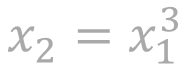 x₂ = x₁³